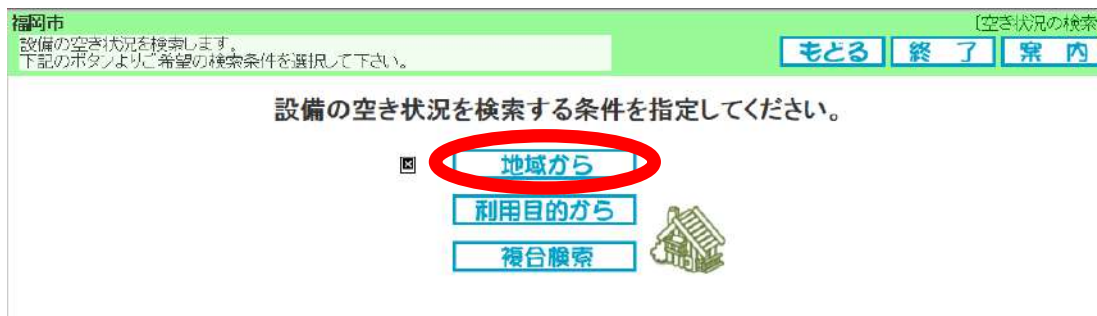 福岡市
〔空き状況の検索
設備の空き状況を検索します。
下記のボタンよりご希望の検索条件を選択して下さい。
もどる 終 了 案 内
設備の空き状況を検索する条件を指定してください。
地域から
利用目的から
複合検索